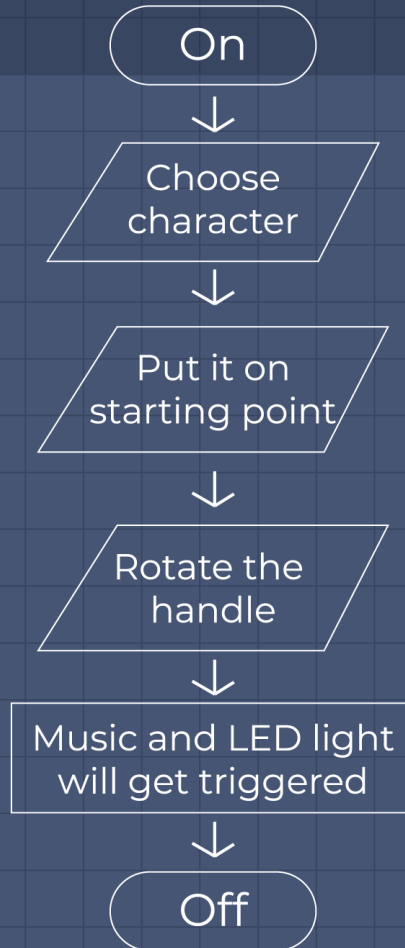 On
Choose
character
Put it on
starting point
Rotate the
handle
Music and LED light
will get triggered
Off